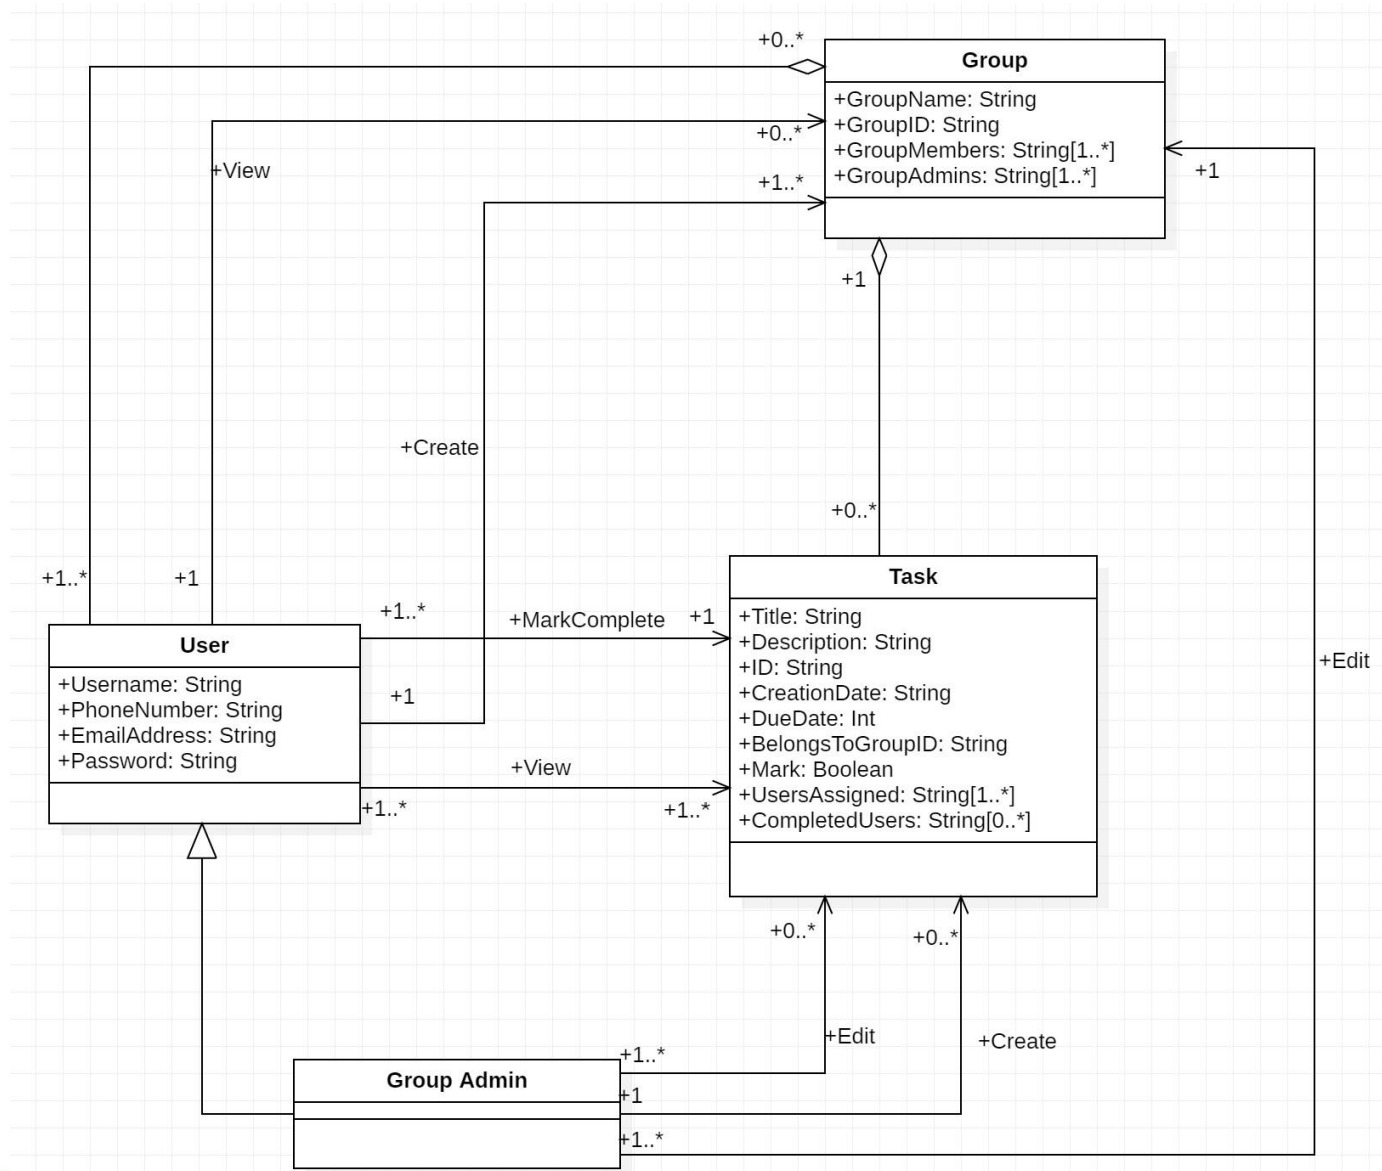 +0..*
Group
+GroupName: String
+GroupID: String
+GroupMembers: String[1..*]
+GroupAdmins: String[1..*]
+0..*
+View
+1..*
+1
+1
+Create
+0..*
+1..*
+1
Task
+Title: String
+Description: String
+ID: String
+CreationDate: String
+DueDate: Int
+BelongsToGroupID: String
+Mark: Boolean
+UsersAssigned: String[1..*]
+CompletedUsers: String[0..*]
+1..*
+MarkComplete
+1
User
+Username: String
+PhoneNumber: String
+EmailAddress: String
+Password: String
+1
+Edit
+View
+1..*
+1..*
+0..*
+0..*
+Edit
+Create
+1..*
Group Admin
+1
+1..*